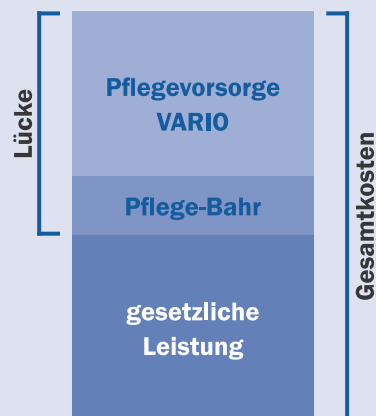 Lücke
Pflegevorsorge
VARIO
Pflege-Bahr
gesetzliche
Leistung
Gesamtkosten